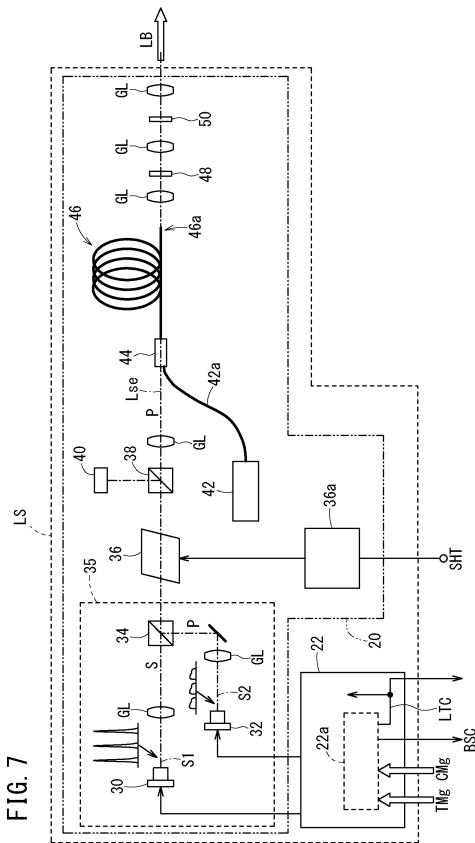 FIG. 7
LS
LB
GL
50
GL
48
GL
46
46a
44
Lse
P
42a
GL
40
38
42
36
36a
SHT
35
34
S
P
GL
GL
S1
S2
30
32
20
22
22a
LTC
BSC
CMg
TMg